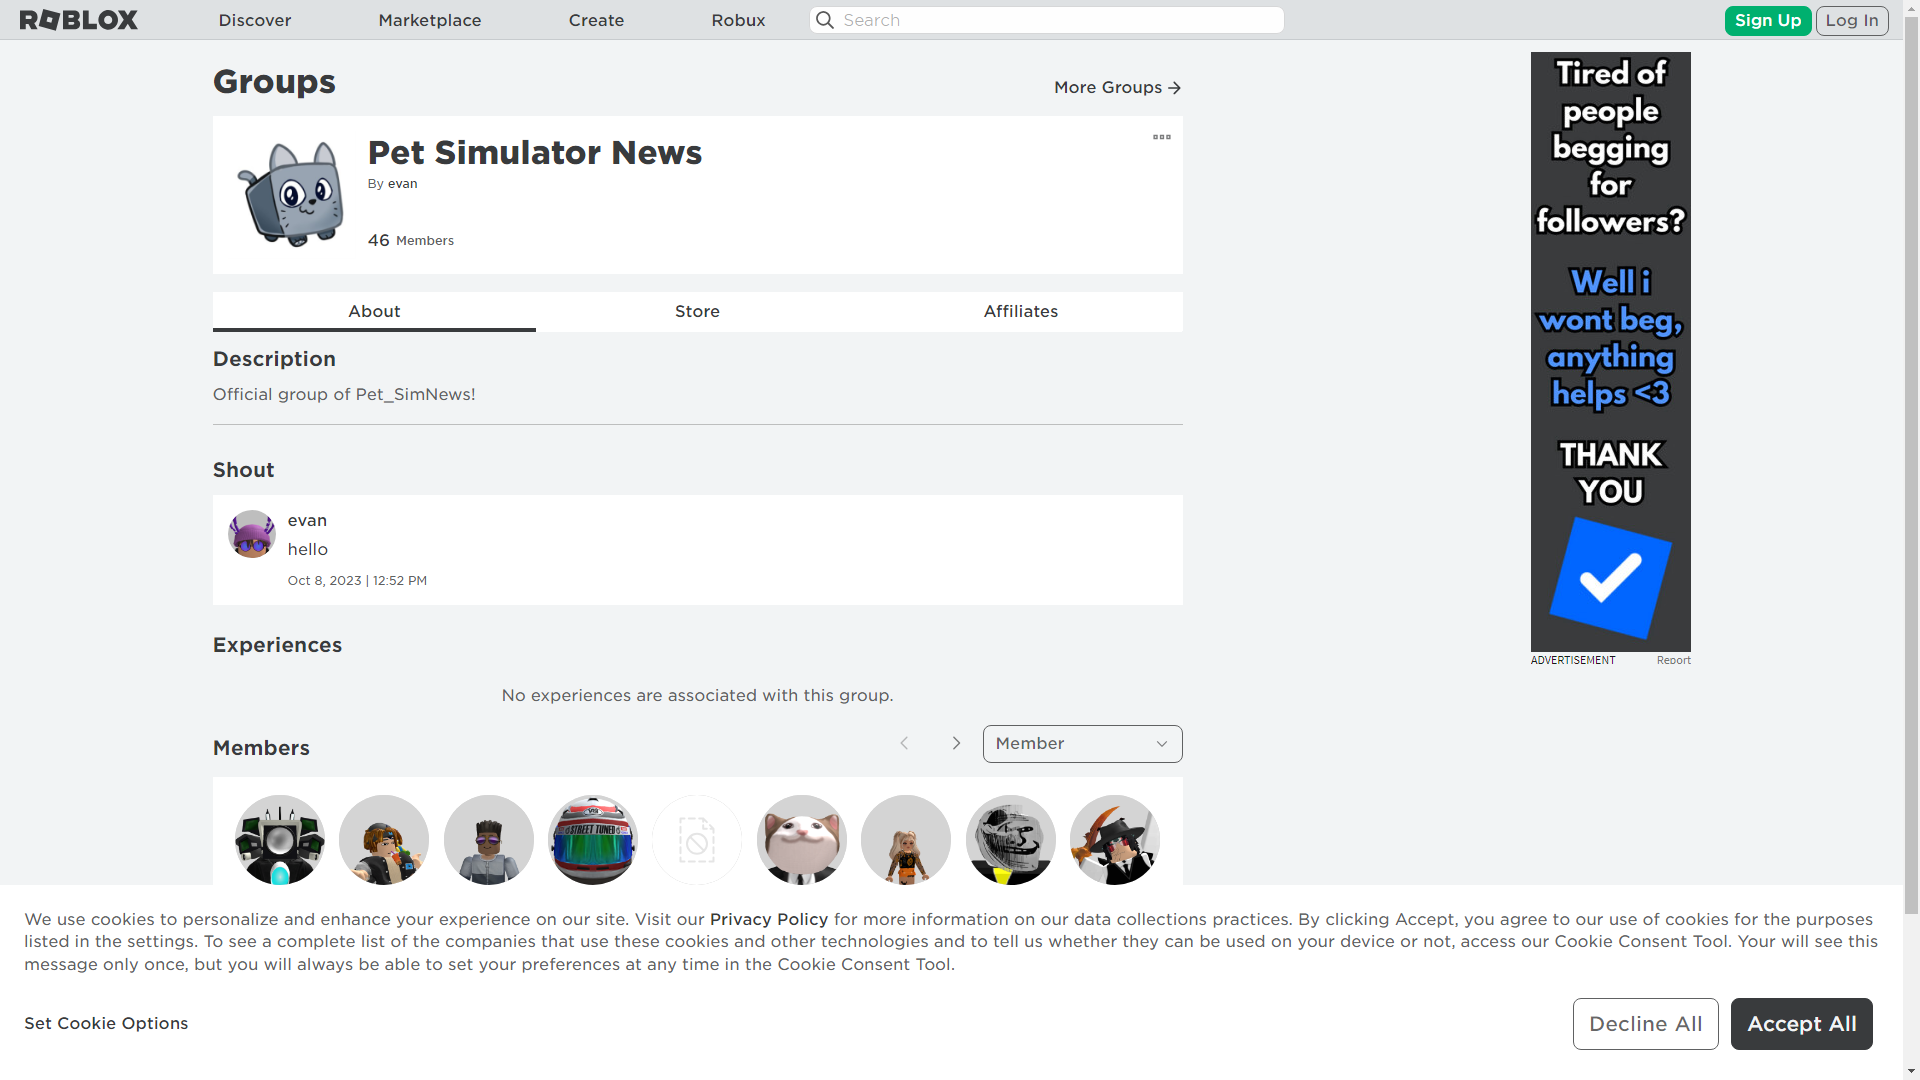 ROBLOX
Discover
Marketplace
Create
Robux
Search
Sign Up
Log In
Groups
More Groups
Pet Simulator News
By evan
46 Members
About
Store
Affiliates
Description
Official group of Pet_SimNews!
Shout
evan
hello
Oct 8, 2023 | 12:52 PM
Experiences
No experiences are associated with this group.
Members
Member
STREET TUNED
Tired of
people
begging
for
followers?
Well i
wont beg,
anything
helps <3
THANK
YOU
ADVERTISEMENT
Report
We use cookies to personalize and enhance your experience on our site. Visit our Privacy Policy for more information on our data collections practices. By clicking Accept, you agree to our use of cookies for the purposes
listed in the settings. To see a complete list of the companies that use these cookies and other technologies and to tell us whether they can be used on your device or not, access our Cookie Consent Tool. Your will see this
message only once, but you will always be able to set your preferences at any time in the Cookie Consent Tool.
Set Cookie Options
Decline All
Accept All